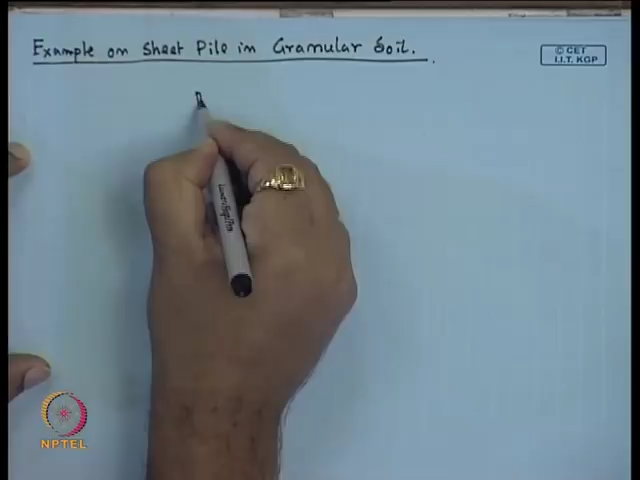 Example on Sheet Pile in Granular Soil.
© CET
I.I.T. KGP
NPTEL